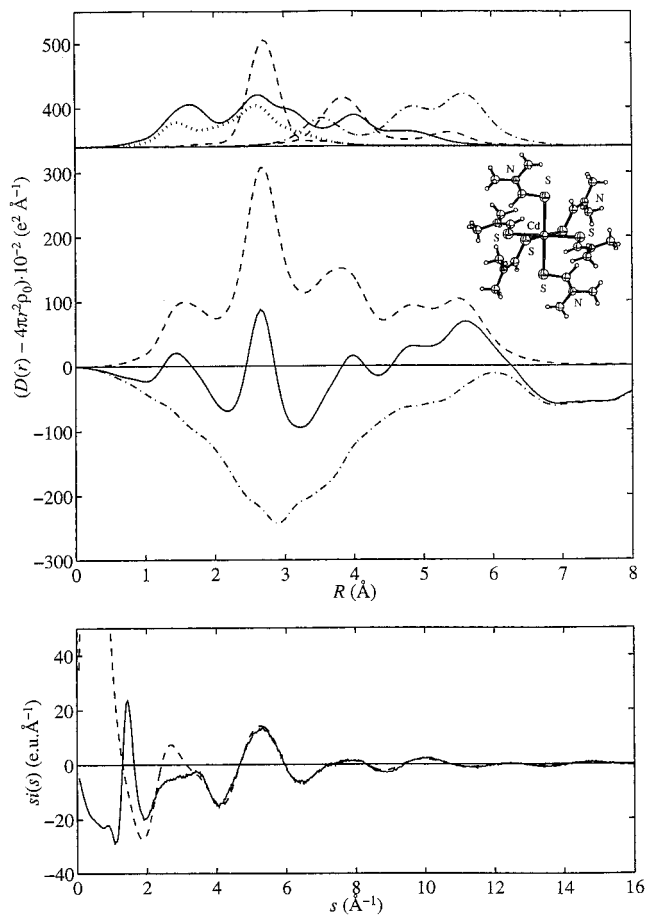 500
400
300
200
100
0
−100
−200
−300
(D(r) − 4πr²ρ₀)·10⁻² (e² Å⁻¹)
N
S
N
Cd
S
S
S
N
0 1 2 3 4 5 6 7 8
R (Å)
40
20
0
−20
−40
si(s) (e.u.Å⁻¹)
0 2 4 6 8 10 12 14 16
s (Å⁻¹)